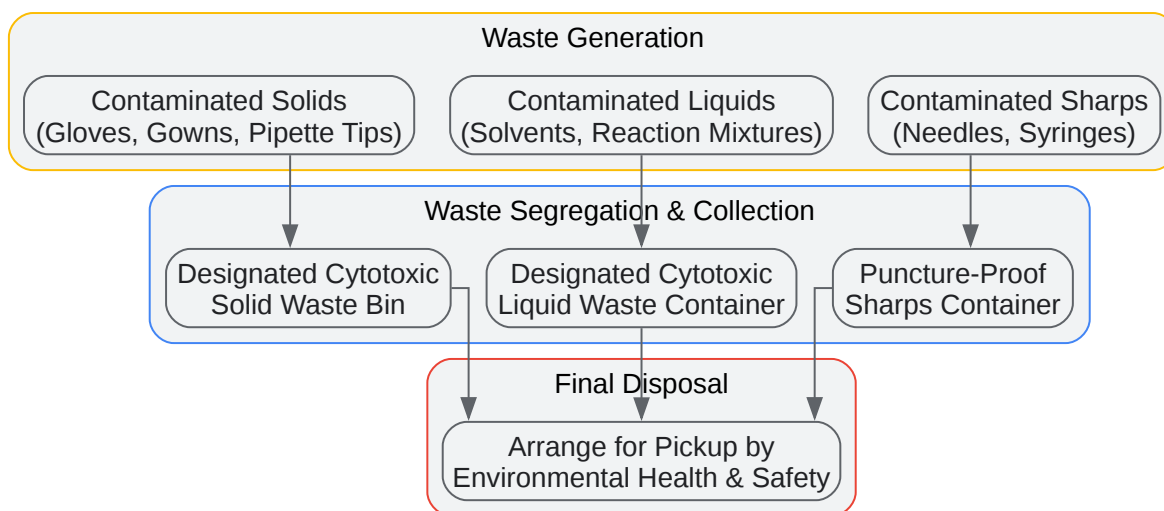 Waste Generation
Contaminated Solids
(Gloves, Gowns, Pipette Tips)
Contaminated Liquids
(Solvents, Reaction Mixtures)
Contaminated Sharps
(Needles, Syringes)
Waste Segregation & Collection
Designated Cytotoxic
Solid Waste Bin
Designated Cytotoxic
Liquid Waste Container
Puncture-Proof
Sharps Container
Final Disposal
Arrange for Pickup by
Environmental Health & Safety